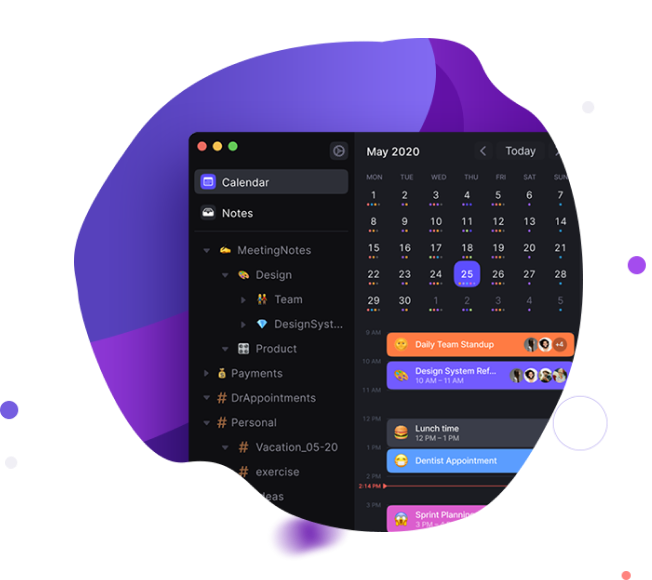 May 2020
Today
Calendar
Notes
MeetingNotes
Design
Team
DesignSyst...
Product
Payments
# DrAppointments
# Personal
# Vacation_05-20
# exercise
MON TUE WED THU FRI SAT SUN
1 2 3 4 5 6 7
8 9 10 11 12 13 14
15 16 17 18 19 20 21
22 23 24 25 26 27 28
29 30 1 2 3 4 5
9 AM
Daily Team Standup +4
10 AM
Design System Ref...
10 AM – 11 AM
11 AM
12 PM
Lunch time
12 PM – 1 PM
1 PM
Dentist Appointment
2 PM
2:14 PM
3 PM
Sprint Planning
3 PM –